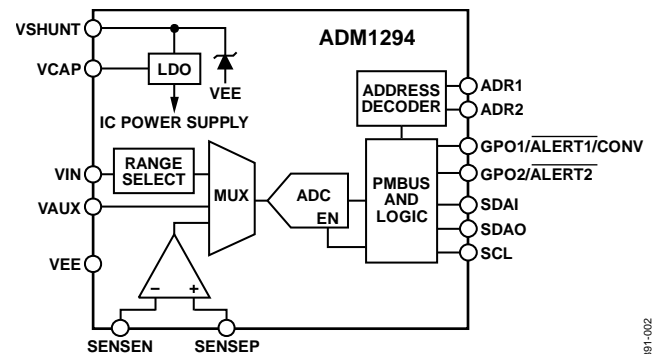 VSHUNT
ADM1294
VCAP
LDO
VEE
ADDRESS
DECODER
ADR1
ADR2
IC POWER SUPPLY
GPO1/ALERT1/CONV
VIN
RANGE
SELECT
MUX
ADC
EN
PMBUS
AND
LOGIC
GPO2/ALERT2
VAUX
SDAI
SDAO
VEE
SCL
– +
SENSEN
SENSEP